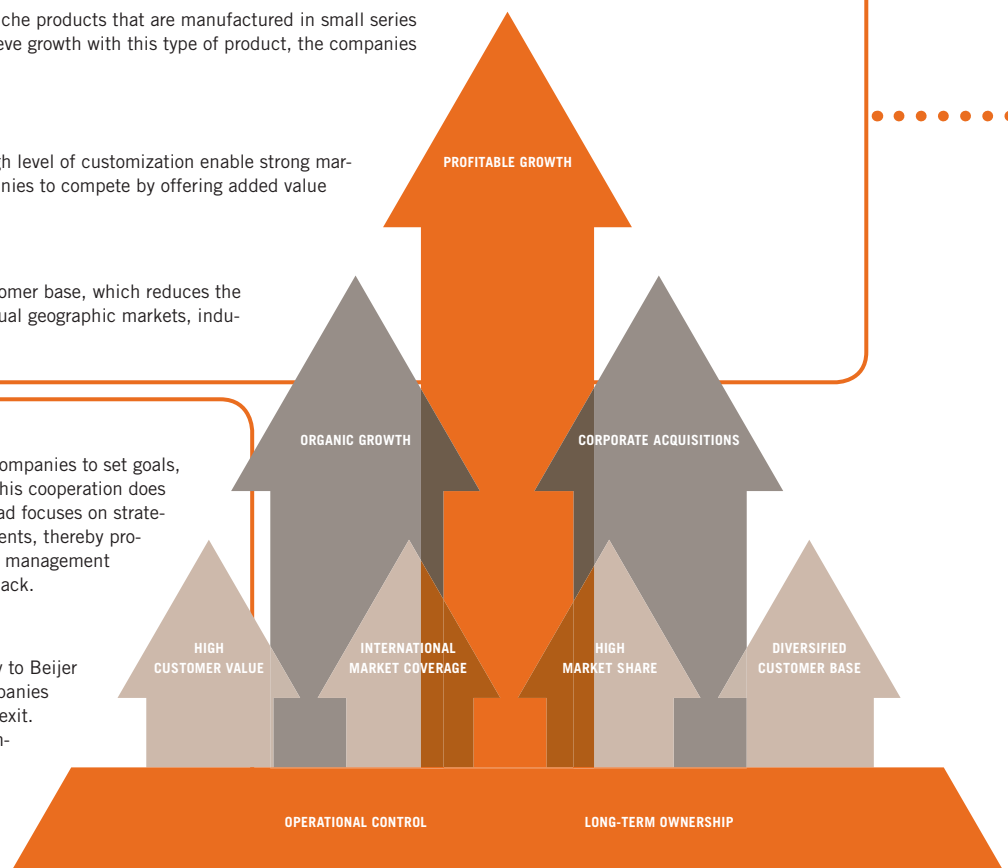 iche products that are manufactured in small series
eve growth with this type of product, the companies
gh level of customization enable strong mar-
nies to compete by offering added value
omer base, which reduces the
ual geographic markets, indu-
ompanies to set goals,
his cooperation does
ad focuses on strate-
ents, thereby pro-
management
ack.
y to Beijer
panies
exit.
n-
PROFITABLE GROWTH
ORGANIC GROWTH
CORPORATE ACQUISITIONS
HIGH
CUSTOMER VALUE
INTERNATIONAL
MARKET COVERAGE
HIGH
MARKET SHARE
DIVERSIFIED
CUSTOMER BASE
OPERATIONAL CONTROL
LONG-TERM OWNERSHIP